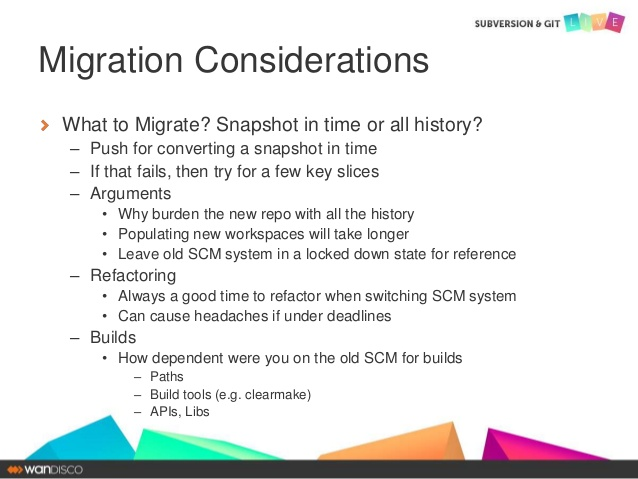 SUBVERSION & GIT LIVE
Migration Considerations
What to Migrate? Snapshot in time or all history?
– Push for converting a snapshot in time
– If that fails, then try for a few key slices
– Arguments
• Why burden the new repo with all the history
• Populating new workspaces will take longer
• Leave old SCM system in a locked down state for reference
– Refactoring
• Always a good time to refactor when switching SCM system
• Can cause headaches if under deadlines
– Builds
• How dependent were you on the old SCM for builds
– Paths
– Build tools (e.g. clearmake)
– APIs, Libs
WANDISCO